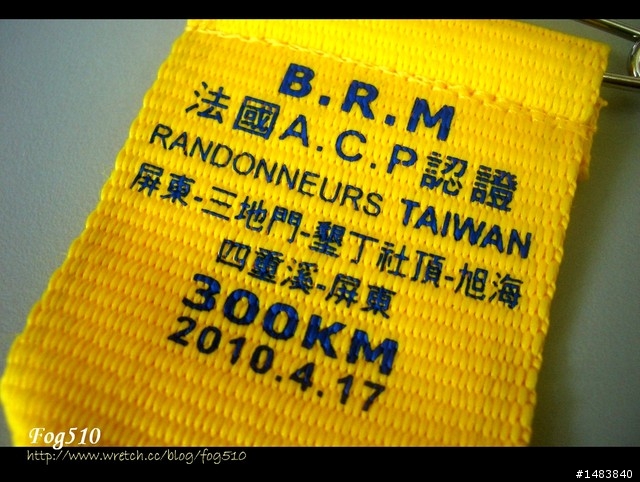 B.R.M
法國A.C.P認證
RANDONNEURS TAIWAN
屏東-三地門-墾丁社頂-旭海
四重溪-屏東
300KM
2010.4.17
Fog510
http://www.wretch.cc/blog/fog510
#1483840